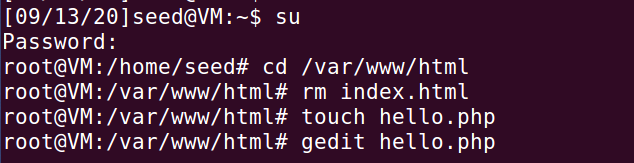 [09/13/20]seed@VM:~$ su
Password:
root@VM:/home/seed# cd /var/www/html
root@VM:/var/www/html# rm index.html
root@VM:/var/www/html# touch hello.php
root@VM:/var/www/html# gedit hello.php